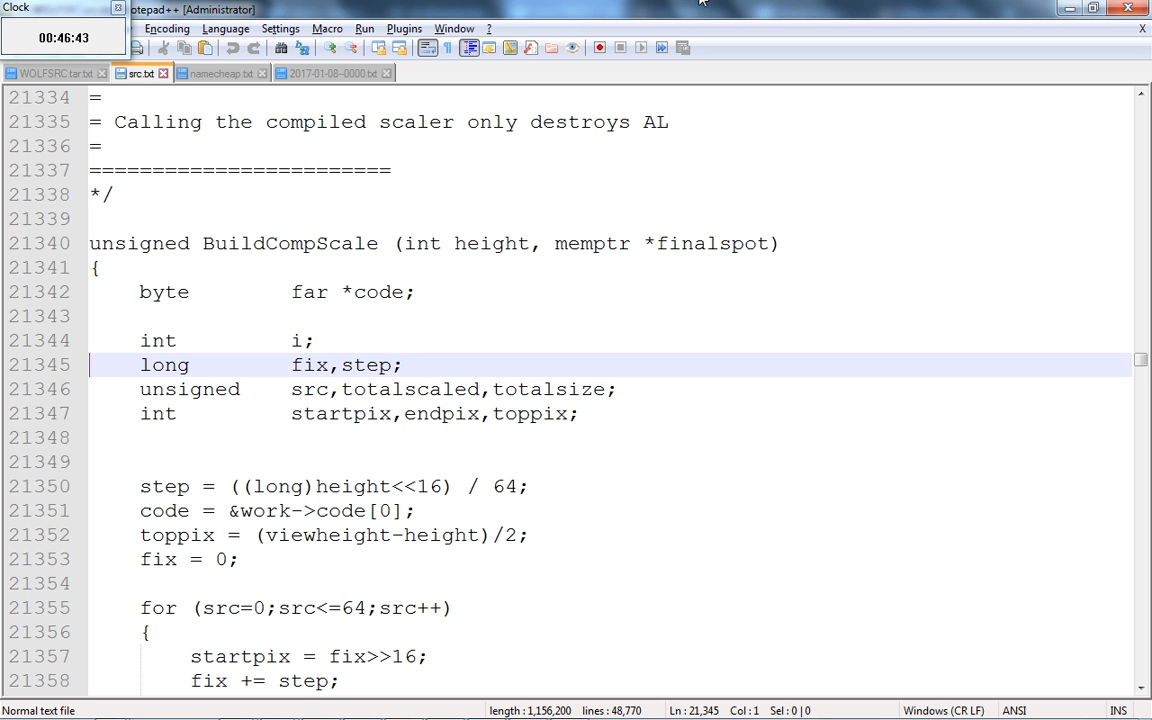 Clock
otepad++ [Administrator]
00:46:43
Encoding Language Settings Macro Run Plugins Window ?
X
WOLFSRC.tar.txt src.txt namecheap.txt 2017-01-08--0000.txt
21334 =
21335 = Calling the compiled scaler only destroys AL
21336 =
21337 ========================
21338 */
21339
21340 unsigned BuildCompScale (int height, memptr *finalspot)
21341 {
21342 byte far *code;
21343
21344 int i;
21345 long fix,step;
21346 unsigned src,totalscaled,totalsize;
21347 int startpix,endpix,toppix;
21348
21349
21350 step = ((long)height<<16) / 64;
21351 code = &work->code[0];
21352 toppix = (viewheight-height)/2;
21353 fix = 0;
21354
21355 for (src=0;src<=64;src++)
21356 {
21357 startpix = fix>>16;
21358 fix += step;
Normal text file length : 1,156,200 lines : 48,770 Ln : 21,345 Col : 1 Sel : 0 | 0 Windows (CR LF) ANSI INS